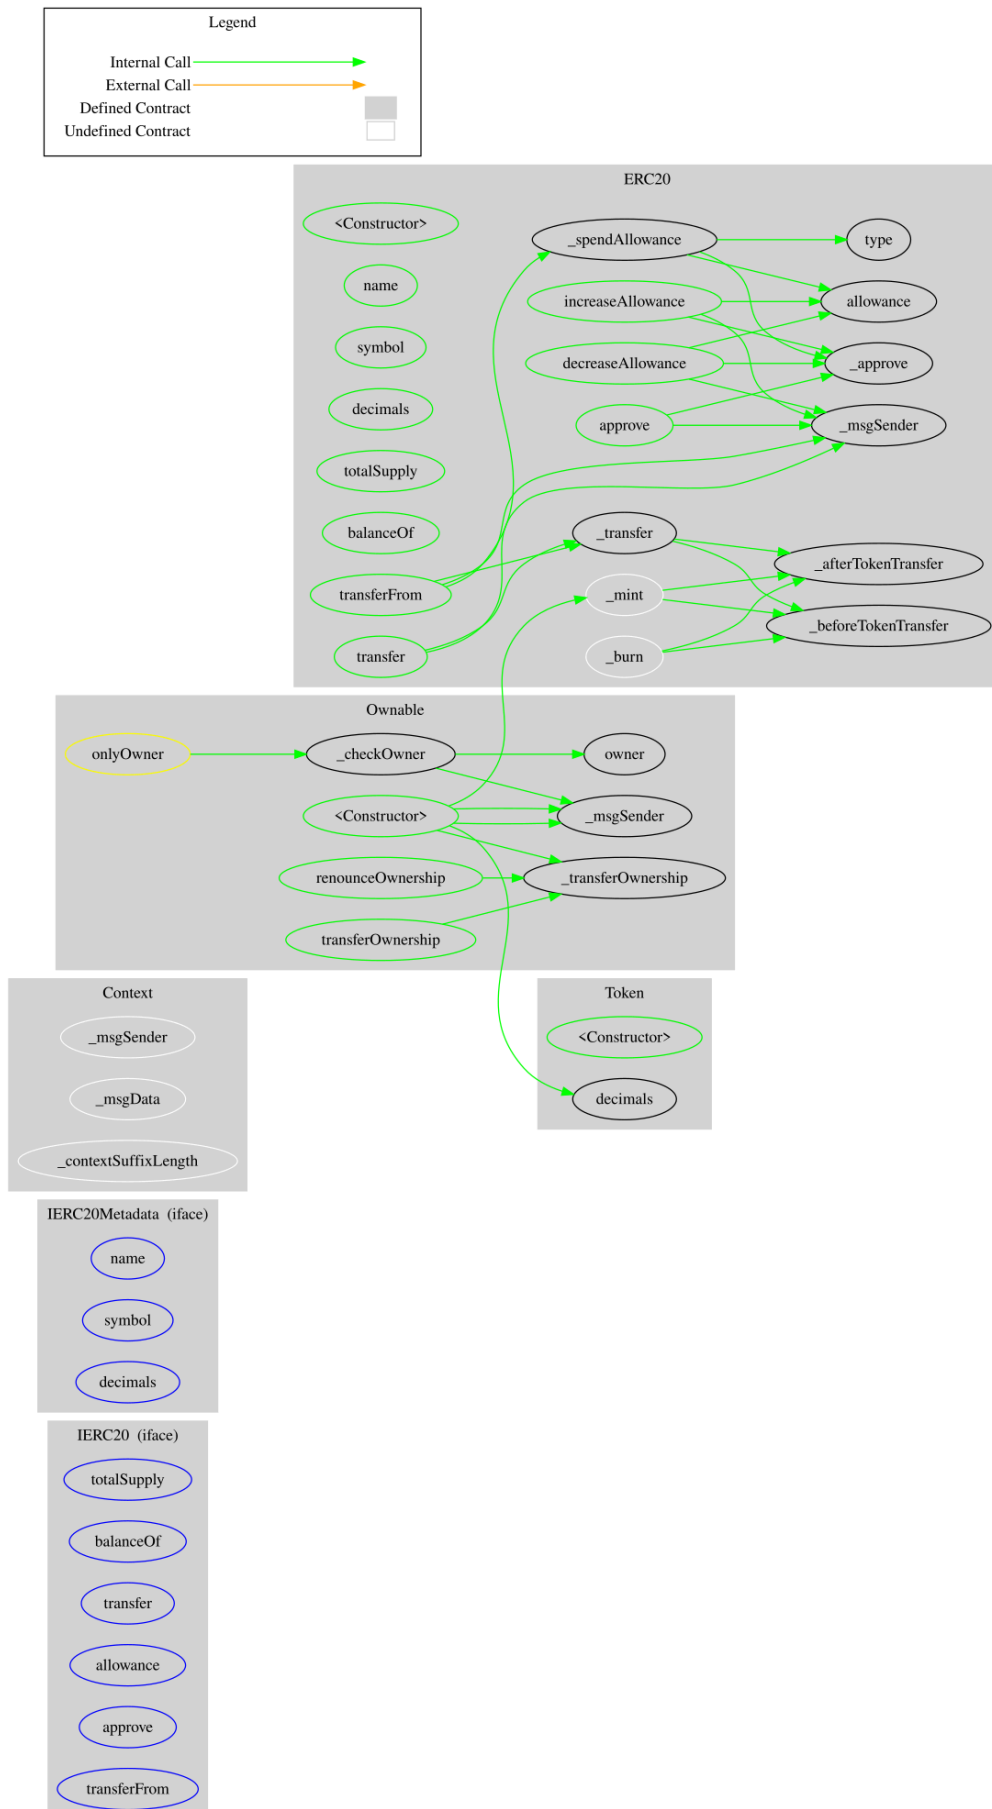 Legend
Internal Call
External Call
Defined Contract
Undefined Contract
ERC20
<Constructor>
name
symbol
decimals
totalSupply
balanceOf
transferFrom
transfer
_spendAllowance
increaseAllowance
decreaseAllowance
approve
_transfer
_mint
_burn
type
allowance
_approve
_msgSender
_afterTokenTransfer
_beforeTokenTransfer
Ownable
onlyOwner
_checkOwner
<Constructor>
renounceOwnership
transferOwnership
owner
_msgSender
_transferOwnership
Context
_msgSender
_msgData
_contextSuffixLength
Token
<Constructor>
decimals
IERC20Metadata (iface)
name
symbol
decimals
IERC20 (iface)
totalSupply
balanceOf
transfer
allowance
approve
transferFrom